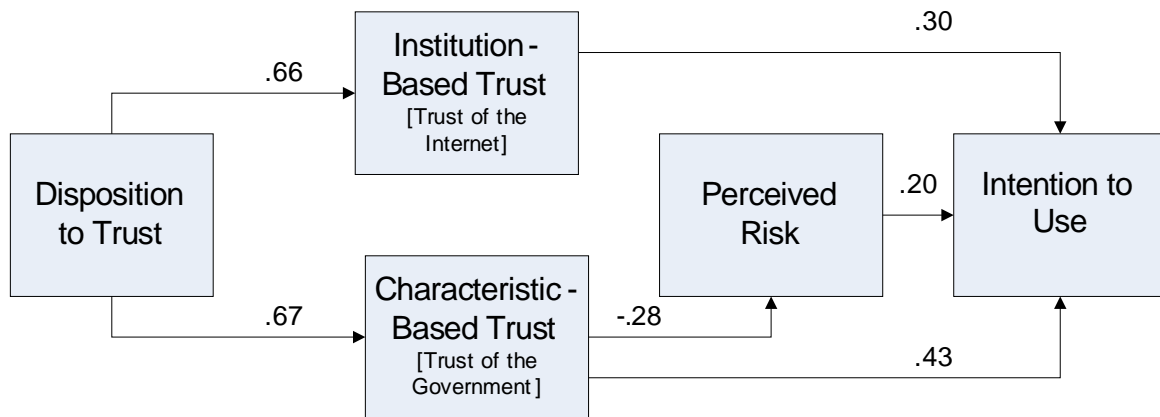 .30
Institution -
Based Trust
[Trust of the
Internet]
.66
Disposition
to Trust
Perceived
Risk
.20
Intention to
Use
Characteristic -
Based Trust
[Trust of the
Government ]
.67
-.28
.43